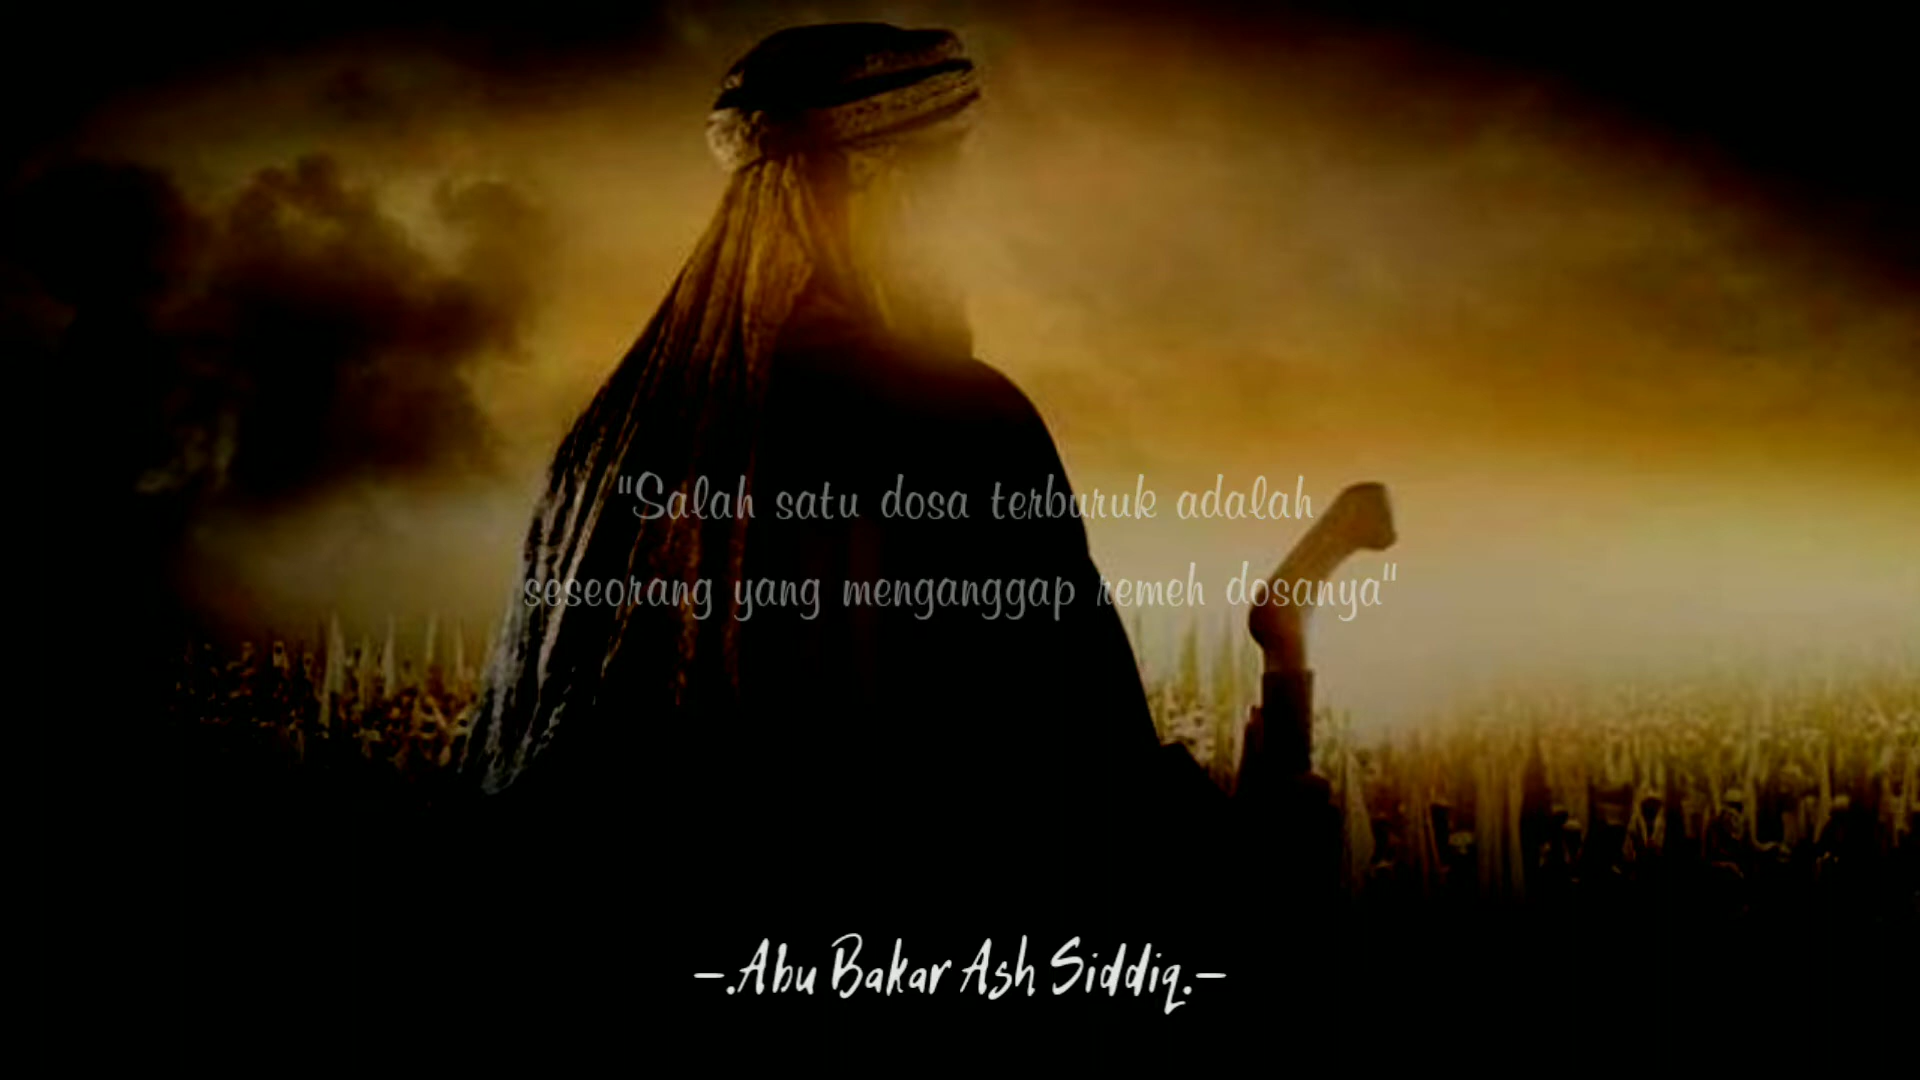 "Salah satu dosa terburuk adalah
seseorang yang menganggap remeh dosanya"
-.Abu Bakar Ash Siddiq.-